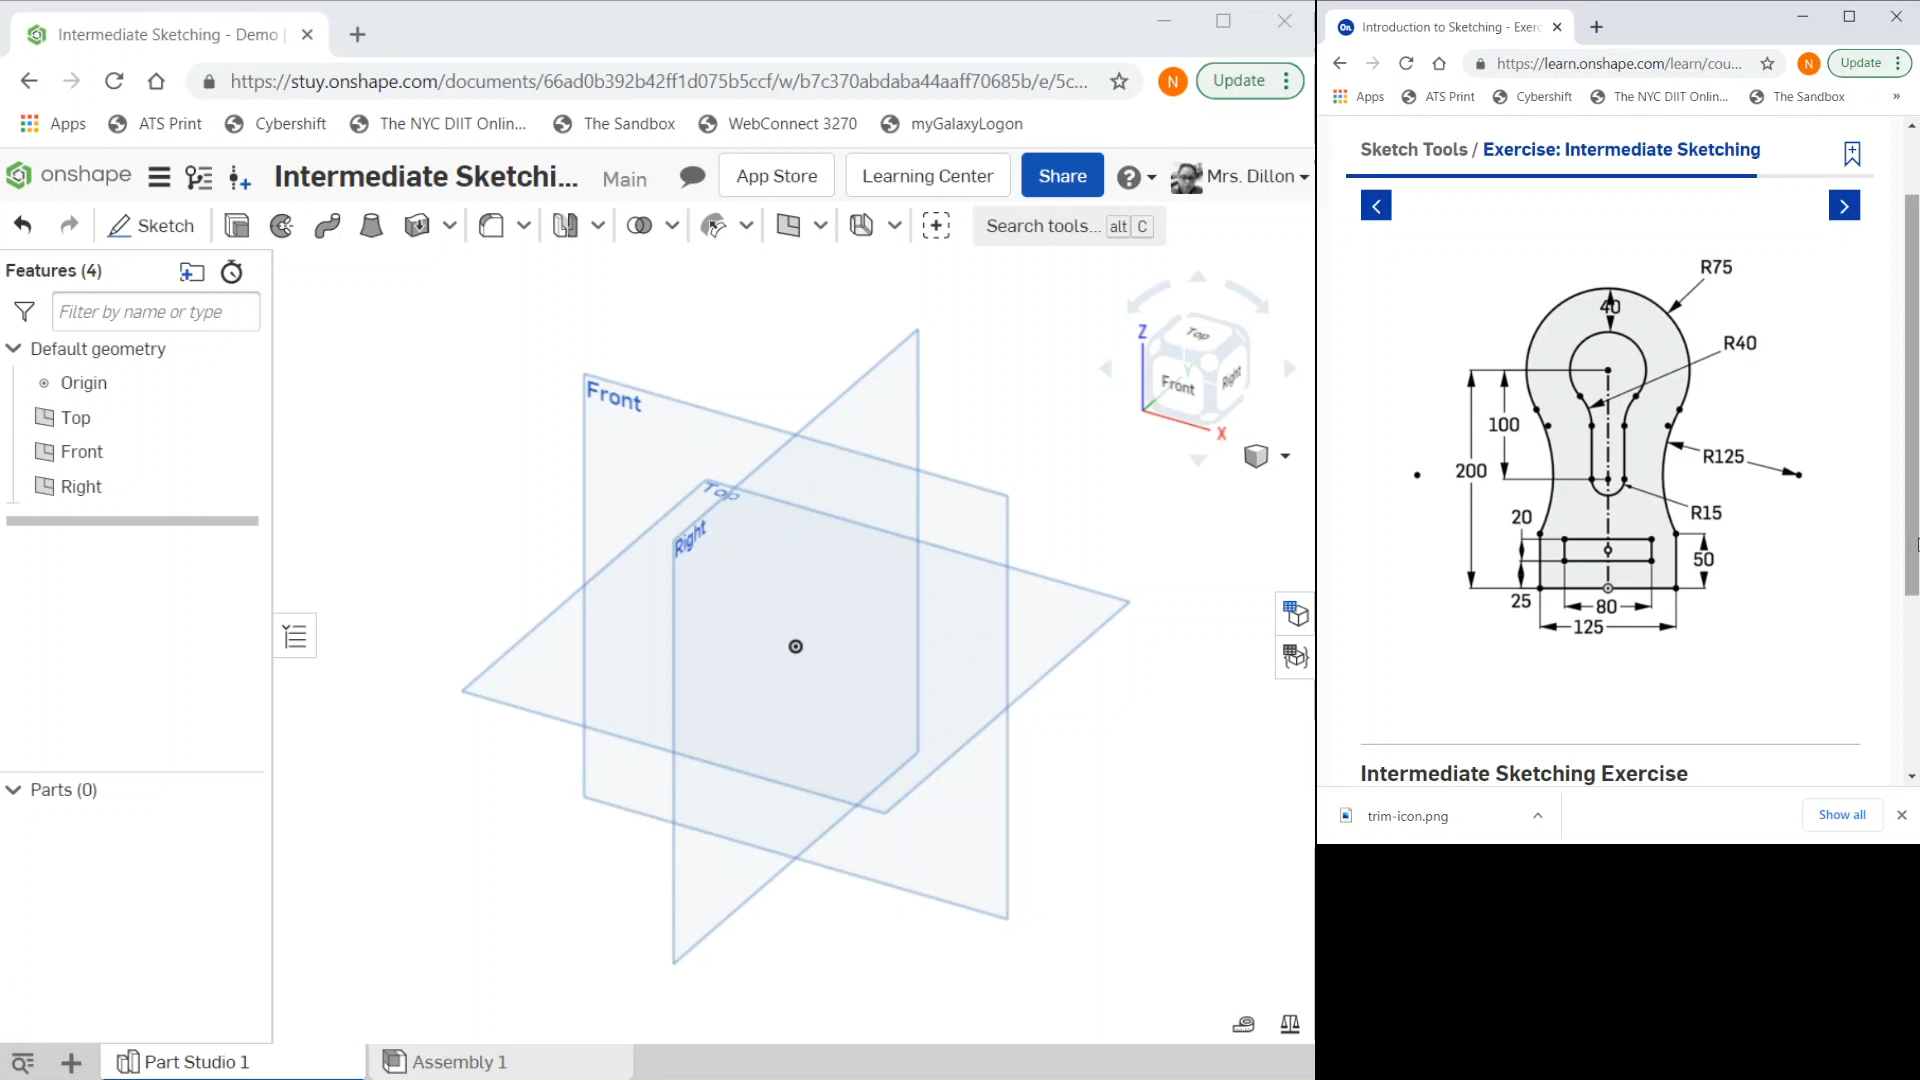 Intermediate Sketching - Demo |
https://stuy.onshape.com/documents/66ad0b392b42ff1d075b5ccf/w/b7c370abdaba44aaff70685b/e/5c...
N
Update
Apps
ATS Print
Cybershift
The NYC DIIT Onlin...
The Sandbox
WebConnect 3270
myGalaxyLogon
onshape
Intermediate Sketchi...
Main
App Store
Learning Center
Share
Mrs. Dillon
Sketch
Search tools... alt C
Features (4)
Filter by name or type
Default geometry
Origin
Top
Front
Right
Parts (0)
Front
Top
Right
Z
Top
Y
Front
Right
X
Part Studio 1
Assembly 1
On
Introduction to Sketching - Exerc
https://learn.onshape.com/learn/cou...
N
Update
Apps
ATS Print
Cybershift
The NYC DIIT Onlin...
The Sandbox
»
Sketch Tools / Exercise: Intermediate Sketching
R75
40
R40
100
R125
200
R15
20
50
25
80
125
Intermediate Sketching Exercise
trim-icon.png
Show all